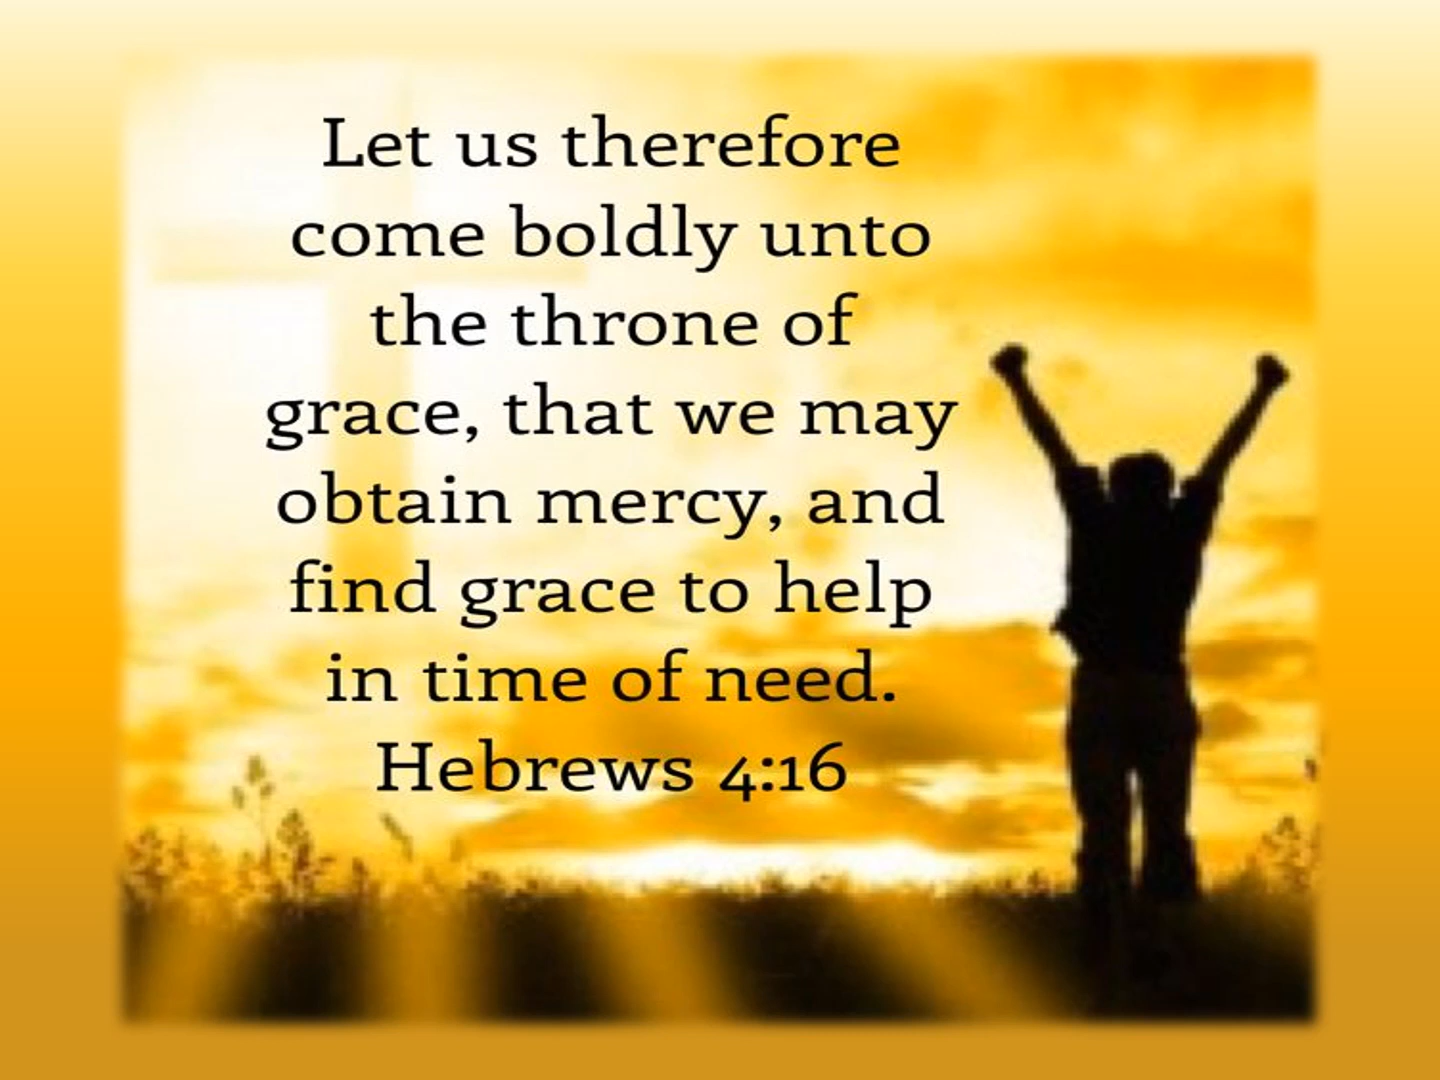 Let us therefore
come boldly unto
the throne of
grace, that we may
obtain mercy, and
find grace to help
in time of need.
Hebrews 4:16